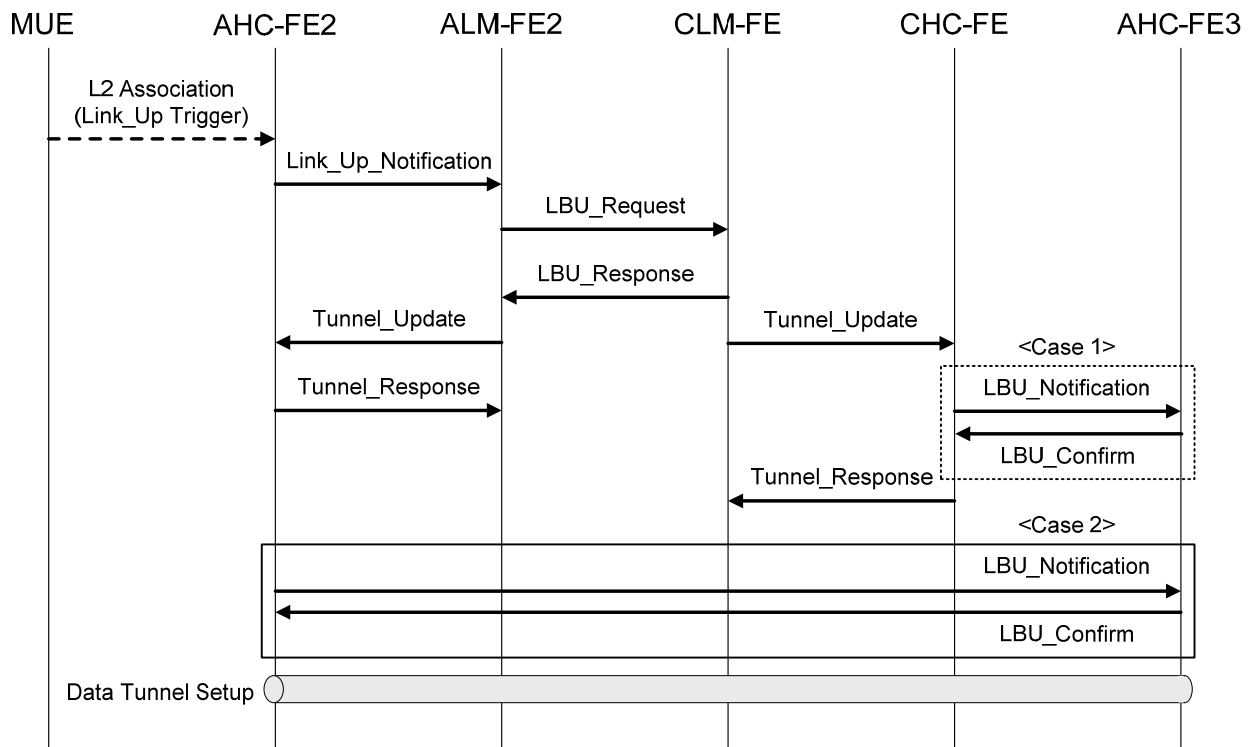 MUE AHC-FE2 ALM-FE2 CLM-FE CHC-FE AHC-FE3
L2 Association
(Link_Up Trigger)
Link_Up_Notification
LBU_Request
LBU_Response
Tunnel_Update
Tunnel_Update
<Case 1>
Tunnel_Response
LBU_Notification
LBU_Confirm
Tunnel_Response
<Case 2>
LBU_Notification
LBU_Confirm
Data Tunnel Setup